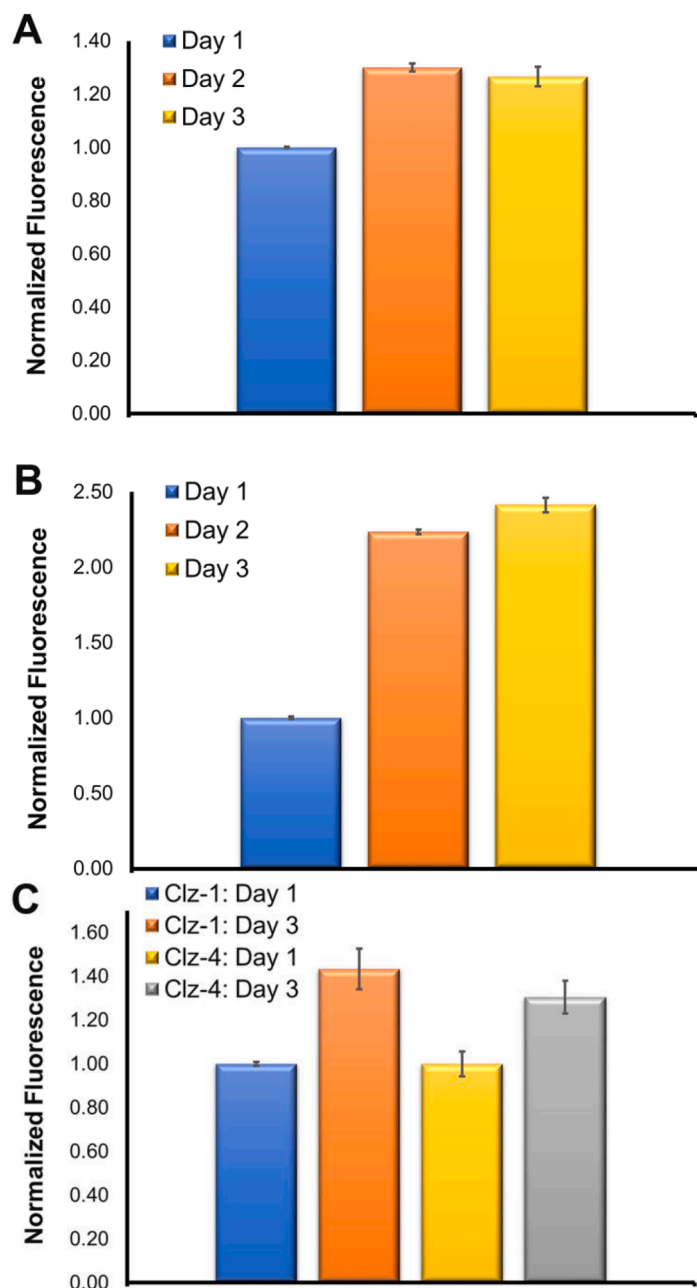 A
Normalized Fluorescence
1.40
1.20
1.00
0.80
0.60
0.40
0.20
0.00
Day 1
Day 2
Day 3
B
Normalized Fluorescence
2.50
2.00
1.50
1.00
0.50
0.00
Day 1
Day 2
Day 3
C
Normalized Fluorescence
1.60
1.40
1.20
1.00
0.80
0.60
0.40
0.20
0.00
Clz-1: Day 1
Clz-1: Day 3
Clz-4: Day 1
Clz-4: Day 3